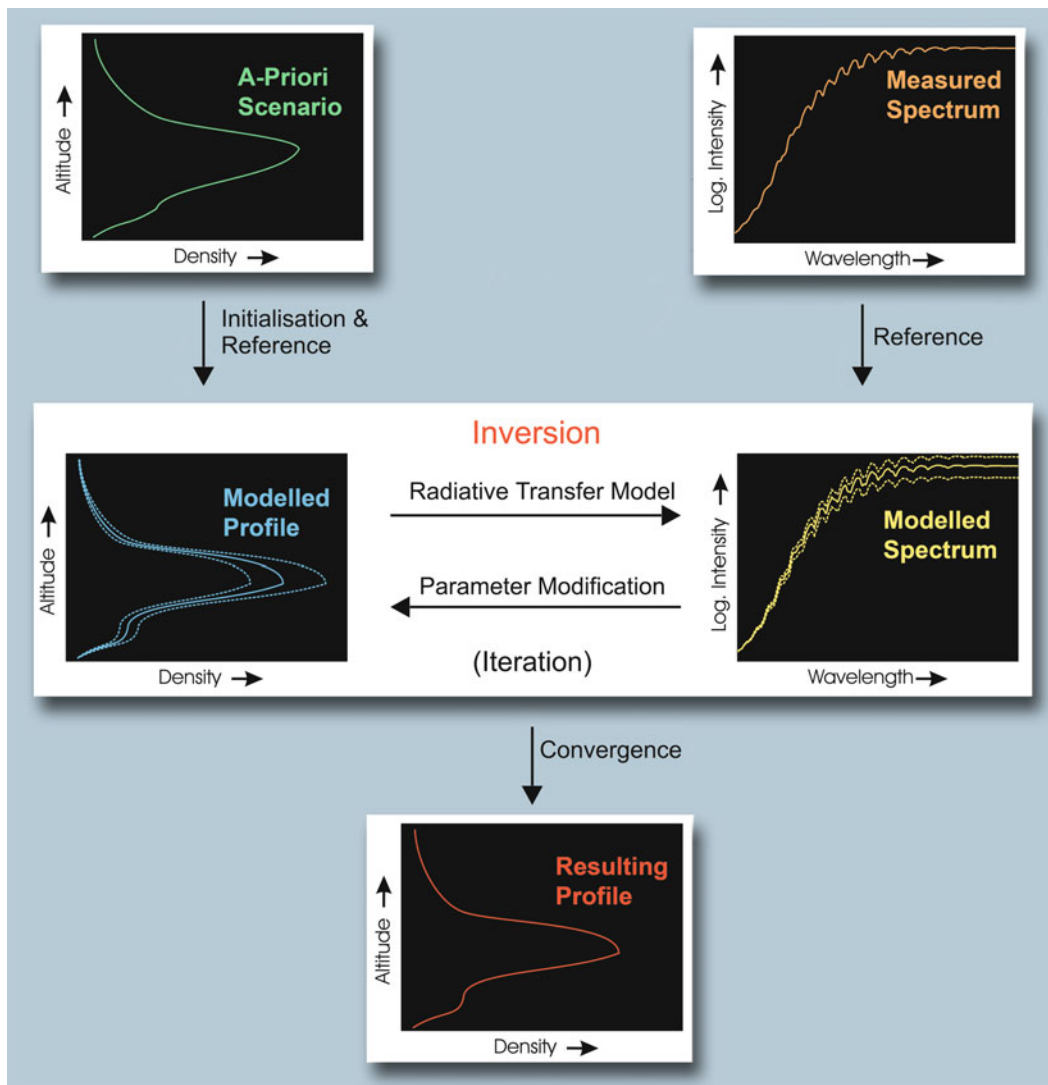 A-Priori
Scenario
Altitude
Density
Measured
Spectrum
Log. Intensity
Wavelength
Initialisation &
Reference
Reference
Inversion
Modelled
Profile
Altitude
Density
Radiative Transfer Model
Parameter Modification
(Iteration)
Modelled
Spectrum
Log. Intensity
Wavelength
Convergence
Resulting
Profile
Altitude
Density